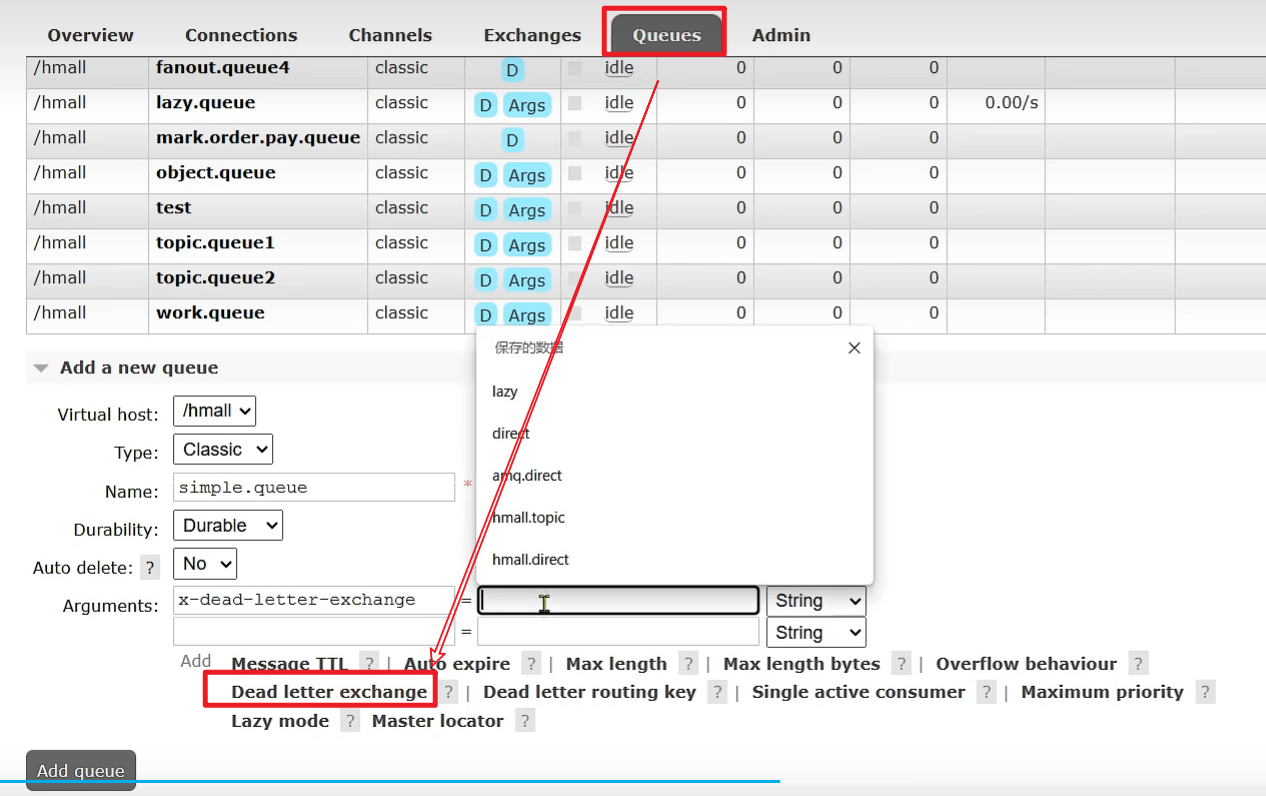 Overview Connections Channels Exchanges Queues Admin
/hmall fanout.queue4 classic D idle 0 0 0
/hmall lazy.queue classic D Args idle 0 0 0 0.00/s
/hmall mark.order.pay.queue classic D idle 0 0 0
/hmall object.queue classic D Args idle 0 0 0
/hmall test classic D Args idle 0 0 0
/hmall topic.queue1 classic D Args idle 0 0 0
/hmall topic.queue2 classic D Args idle 0 0 0
/hmall work.queue classic D Args idle 0 0 0
保存的数据 ×
Add a new queue
lazy
Virtual host: /hmall
direct
Type: Classic
amq.direct
Name: simple.queue *
hmall.topic
Durability: Durable
hmall.direct
Auto delete: ? No
Arguments: x-dead-letter-exchange = String
= String
Add Message TTL ? | Auto expire ? | Max length ? | Max length bytes ? | Overflow behaviour ?
Dead letter exchange ? | Dead letter routing key ? | Single active consumer ? | Maximum priority ?
Lazy mode ? Master locator ?
Add queue